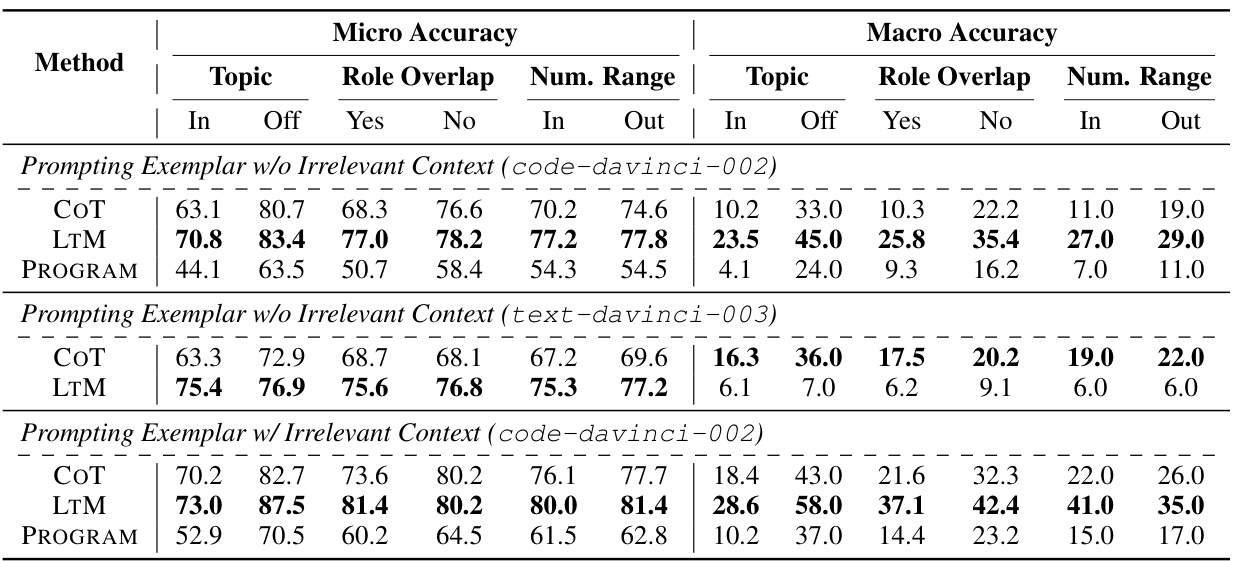 Method Micro Accuracy Macro Accuracy
Topic Role Overlap Num. Range Topic Role Overlap Num. Range
In Off Yes No In Out In Off Yes No In Out
Prompting Exemplar w/o Irrelevant Context (code-davinci-002)
COT 63.1 80.7 68.3 76.6 70.2 74.6 10.2 33.0 10.3 22.2 11.0 19.0
LTM 70.8 83.4 77.0 78.2 77.2 77.8 23.5 45.0 25.8 35.4 27.0 29.0
PROGRAM 44.1 63.5 50.7 58.4 54.3 54.5 4.1 24.0 9.3 16.2 7.0 11.0
Prompting Exemplar w/o Irrelevant Context (text-davinci-003)
COT 63.3 72.9 68.7 68.1 67.2 69.6 16.3 36.0 17.5 20.2 19.0 22.0
LTM 75.4 76.9 75.6 76.8 75.3 77.2 6.1 7.0 6.2 9.1 6.0 6.0
Prompting Exemplar w/ Irrelevant Context (code-davinci-002)
COT 70.2 82.7 73.6 80.2 76.1 77.7 18.4 43.0 21.6 32.3 22.0 26.0
LTM 73.0 87.5 81.4 80.2 80.0 81.4 28.6 58.0 37.1 42.4 41.0 35.0
PROGRAM 52.9 70.5 60.2 64.5 61.5 62.8 10.2 37.0 14.4 23.2 15.0 17.0